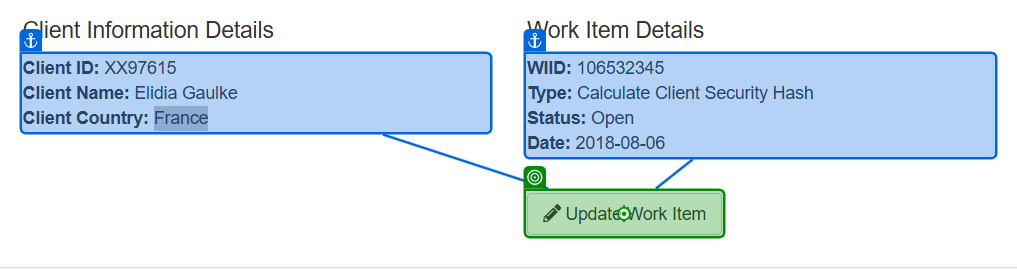 Client Information Details
Client ID: XX97615
Client Name: Elidia Gaulke
Client Country: France
Work Item Details
WIID: 106532345
Type: Calculate Client Security Hash
Status: Open
Date: 2018-08-06
Update Work Item